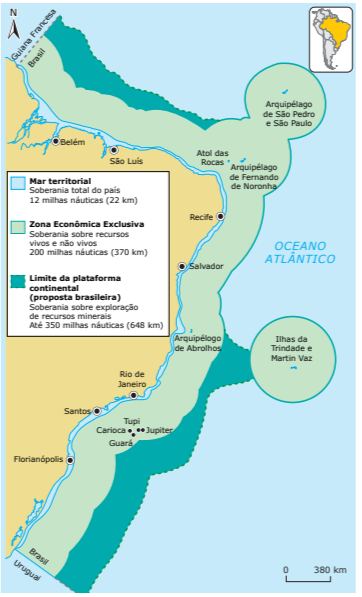 N
Guiana Francesa
Brasil
Arquipélago
de São Pedro
e São Paulo
Belém
São Luís
Atol das
Rocas
Arquipélago
de Fernando
de Noronha
Mar territorial
Soberania total do país
12 milhas náuticas (22 km)
Zona Econômica Exclusiva
Soberania sobre recursos
vivos e não vivos
200 milhas náuticas (370 km)
Limite da plataforma
continental
(proposta brasileira)
Soberania sobre exploração
de recursos minerais
Até 350 milhas náuticas (648 km)
Recife
OCEANO
ATLÂNTICO
Salvador
Arquipélogo
de Abrolhos
Ilhas da
Trindade e
Martin Vaz
Rio de
Janeiro
Santos
Tupi
Carioca
Jupiter
Guará
Florianópolis
Brasil
Uruguai
0 380 km